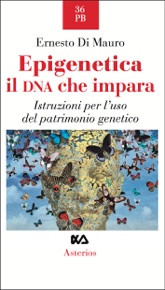 36
PB
Ernesto Di Mauro
Epigenetica
il DNA che impara
Istruzioni per l'uso
del patrimonio genetico
Asterios